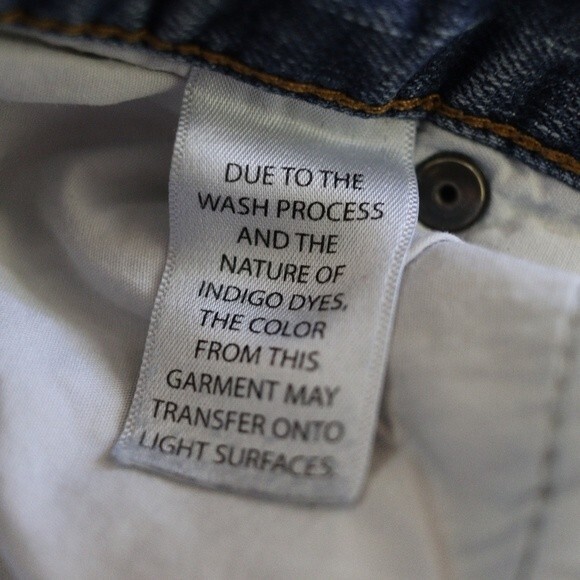 DUE TO THE
WASH PROCESS
AND THE
NATURE OF
INDIGO DYES,
THE COLOR
FROM THIS
GARMENT MAY
TRANSFER ONTO
LIGHT SURFACES